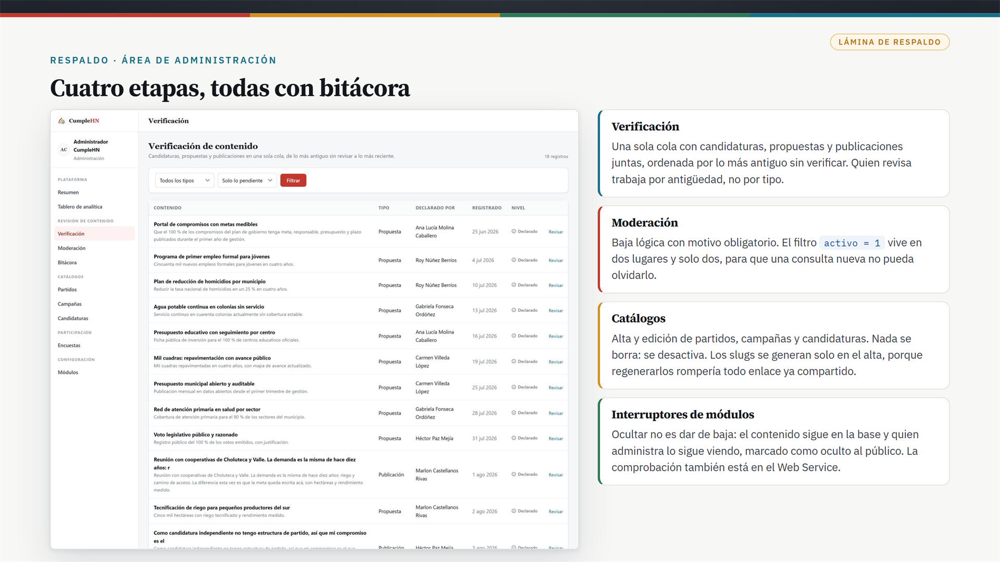 LÁMINA DE RESPALDO
RESPALDO · ÁREA DE ADMINISTRACIÓN
Cuatro etapas, todas con bitácora
CumpleHN
AC
Administrador
CumpleHN
Administración
PLATAFORMA
Resumen
Tablero de analítica
REVISIÓN DE CONTENIDO
Verificación
Moderación
Bitácora
CATÁLOGOS
Partidos
Campañas
Candidaturas
PARTICIPACIÓN
Encuestas
CONFIGURACIÓN
Módulos
Verificación
Verificación de contenido
Candidaturas, propuestas y publicaciones en una sola cola, de lo más antiguo sin revisar a lo más reciente.
18 registros
Todos los tipos
Solo lo pendiente
Filtrar
CONTENIDO TIPO DECLARADO POR REGISTRADO NIVEL
Portal de compromisos con metas medibles
Que el 100 % de los compromisos del plan de gobierno tenga meta, responsable, presupuesto y plazo
publicados durante el primer año de gestión.
Propuesta
Ana Lucía Molina
Caballero
25 jun 2026
Declarado
Revisar
Programa de primer empleo formal para jóvenes
Cincuenta mil nuevos empleos formales para jóvenes en cuatro años.
Propuesta
Roy Núñez Berríos
4 jul 2026
Declarado
Revisar
Plan de reducción de homicidios por municipio
Reducir la tasa nacional de homicidios en un 25 % en cuatro años.
Propuesta
Roy Núñez Berríos
10 jul 2026
Declarado
Revisar
Agua potable continua en colonias sin servicio
Servicio continuo en cuarenta colonias actualmente sin cobertura estable.
Propuesta
Gabriela Fonseca
Ordóñez
13 jul 2026
Declarado
Revisar
Presupuesto educativo con seguimiento por centro
Ficha pública de inversión para el 100 % de centros educativos oficiales.
Propuesta
Ana Lucía Molina
Caballero
16 jul 2026
Declarado
Revisar
Mil cuadras: repavimentación con avance público
Mil cuadras repavimentadas en cuatro años, con mapa de avance actualizado.
Propuesta
Carmen Villeda
López
19 jul 2026
Declarado
Revisar
Presupuesto municipal abierto y auditable
Publicación mensual en datos abiertos desde el primer trimestre de gestión.
Propuesta
Carmen Villeda
López
25 jul 2026
Declarado
Revisar
Red de atención primaria en salud por sector
Cobertura de atención primaria para el 90 % de los sectores del municipio.
Propuesta
Gabriela Fonseca
Ordóñez
28 jul 2026
Declarado
Revisar
Voto legislativo público y razonado
Registro público del 100 % de los votos emitidos, con justificación.
Propuesta
Héctor Paz Mejía
31 jul 2026
Declarado
Revisar
Reunión con cooperativas de Choluteca y Valle. La demanda es la misma de hace diez
años: r
Reunión con cooperativas de Choluteca y Valle. La demanda es la misma de hace diez años: riego y
camino de acceso. La diferencia esta vez es que la meta queda escrita acá, con hectáreas y rendimiento
medido.
Publicación
Marlon Castellanos
Rivas
1 ago 2026
Declarado
Revisar
Tecnificación de riego para pequeños productores del sur
Cinco mil hectáreas con riego tecnificado y rendimiento medido.
Propuesta
Marlon Castellanos
Rivas
2 ago 2026
Declarado
Revisar
Como candidatura independiente no tengo estructura de partido, así que mi compromiso
es el
Como candidatura independiente no tengo estructura de partido, así que mi compromiso es el que
Publicación
Héctor Paz Mejía
3 ago 2026
Declarado
Revisar
Verificación
Una sola cola con candidaturas, propuestas y publicaciones
juntas, ordenada por lo más antiguo sin verificar. Quien revisa
trabaja por antigüedad, no por tipo.
Moderación
Baja lógica con motivo obligatorio. El filtro activo = 1 vive en
dos lugares y solo dos, para que una consulta nueva no pueda
olvidarlo.
Catálogos
Alta y edición de partidos, campañas y candidaturas. Nada se
borra: se desactiva. Los slugs se generan solo en el alta, porque
regenerarlos rompería todo enlace ya compartido.
Interruptores de módulos
Ocultar no es dar de baja: el contenido sigue en la base y quien
administra lo sigue viendo, marcado como oculto al público. La
comprobación también está en el Web Service.